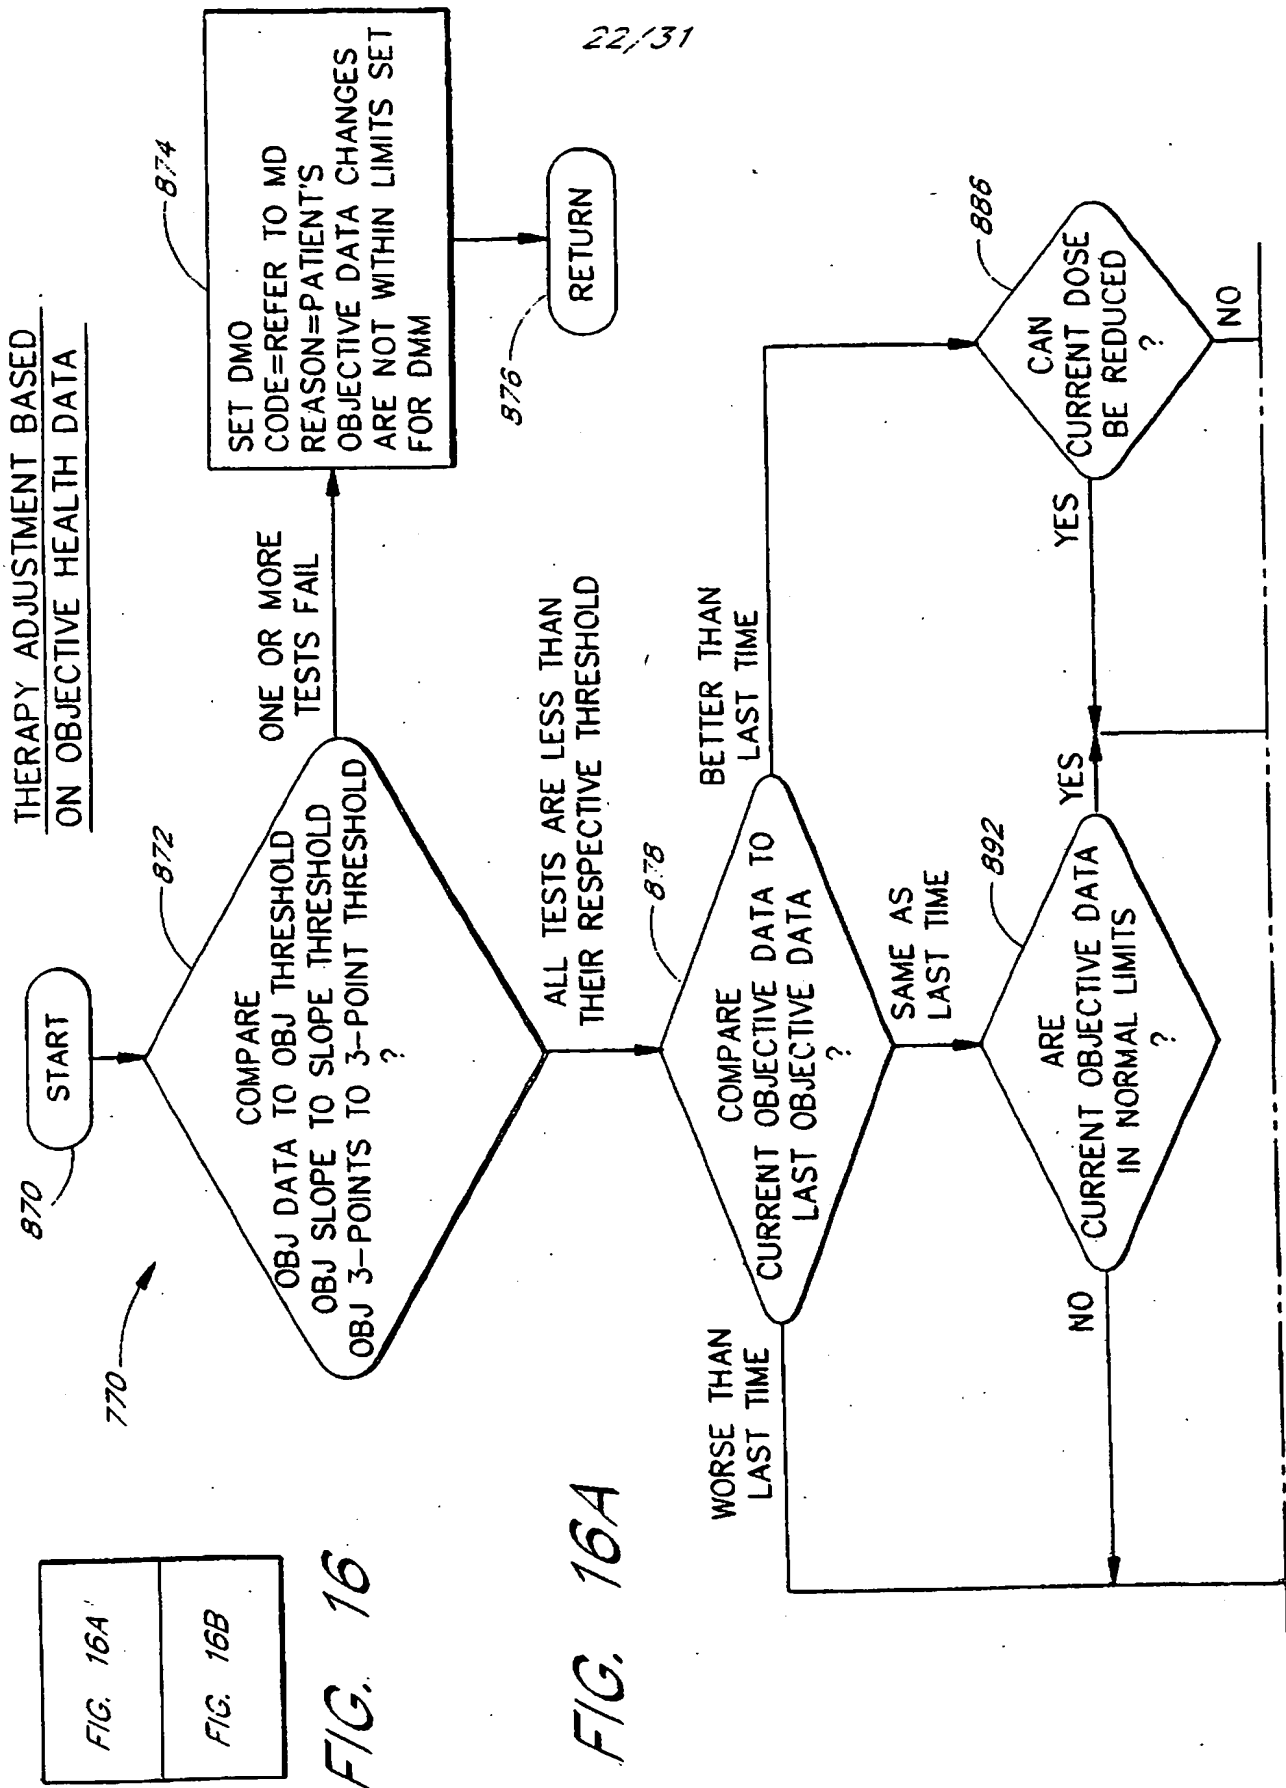 22/31
THERAPY ADJUSTMENT BASED
ON OBJECTIVE HEALTH DATA
FIG. 16A
FIG. 16B
FIG. 16
FIG. 16A
770
870
START
872
COMPARE
OBJ DATA TO OBJ THRESHOLD
OBJ SLOPE TO SLOPE THRESHOLD
OBJ 3-POINTS TO 3-POINT THRESHOLD
?
ONE OR MORE
TESTS FAIL
874
SET DMO
CODE=REFER TO MD
REASON=PATIENT'S
OBJECTIVE DATA CHANGES
ARE NOT WITHIN LIMITS SET
FOR DMM
876
RETURN
ALL TESTS ARE LESS THAN
THEIR RESPECTIVE THRESHOLD
878
COMPARE
CURRENT OBJECTIVE DATA TO
LAST OBJECTIVE DATA
?
WORSE THAN
LAST TIME
BETTER THAN
LAST TIME
SAME AS
LAST TIME
886
CAN
CURRENT DOSE
BE REDUCED
?
YES
NO
892
ARE
CURRENT OBJECTIVE DATA
IN NORMAL LIMITS
?
YES
NO